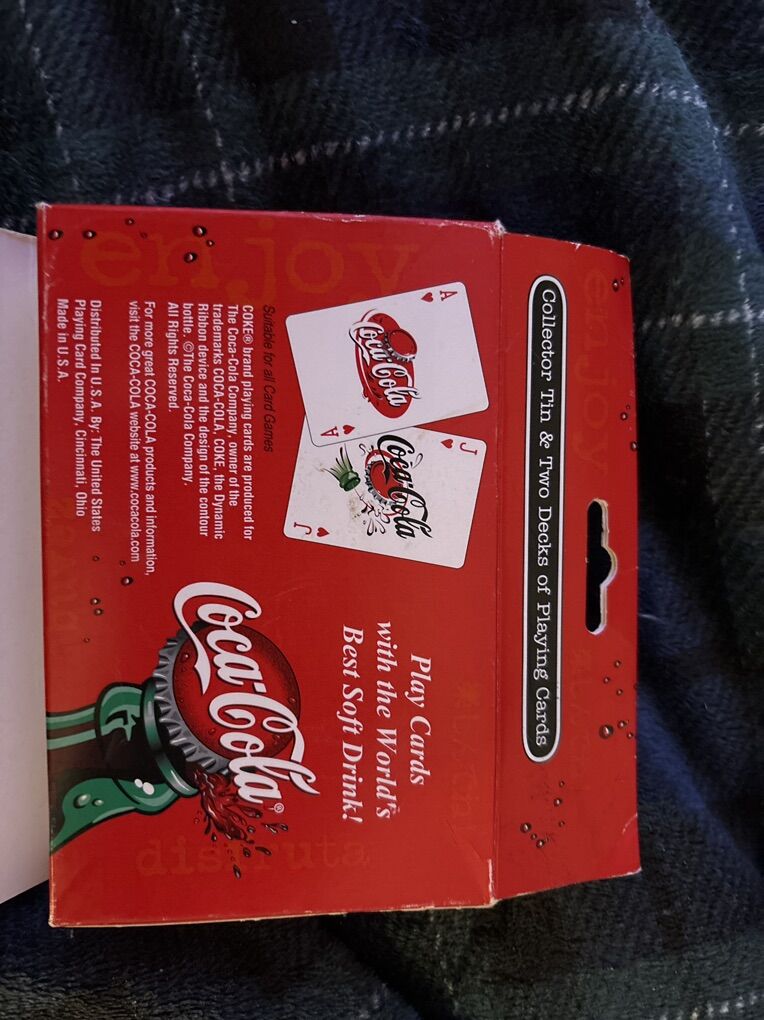 Collector Tin & Two Decks of Playing Cards
enjoy
enjoy
A
Coca-Cola
A
J
Coca-Cola
J
Play Cards
with the World's
Best Soft Drink!
Suitable for all Card Games
COKE® brand playing cards are produced for
The Coca-Cola Company, owner of the
trademarks COCA-COLA, COKE, the Dynamic
Ribbon device and the design of the contour
bottle. ©The Coca-Cola Company.
All Rights Reserved.
For more great COCA-COLA products and information,
visit the COCA-COLA website at www.cocacola.com
Distributed In U.S.A. By: The United States
Playing Card Company, Cincinnati, Ohio
Made in U.S.A.
Coca-Cola®
disfruta